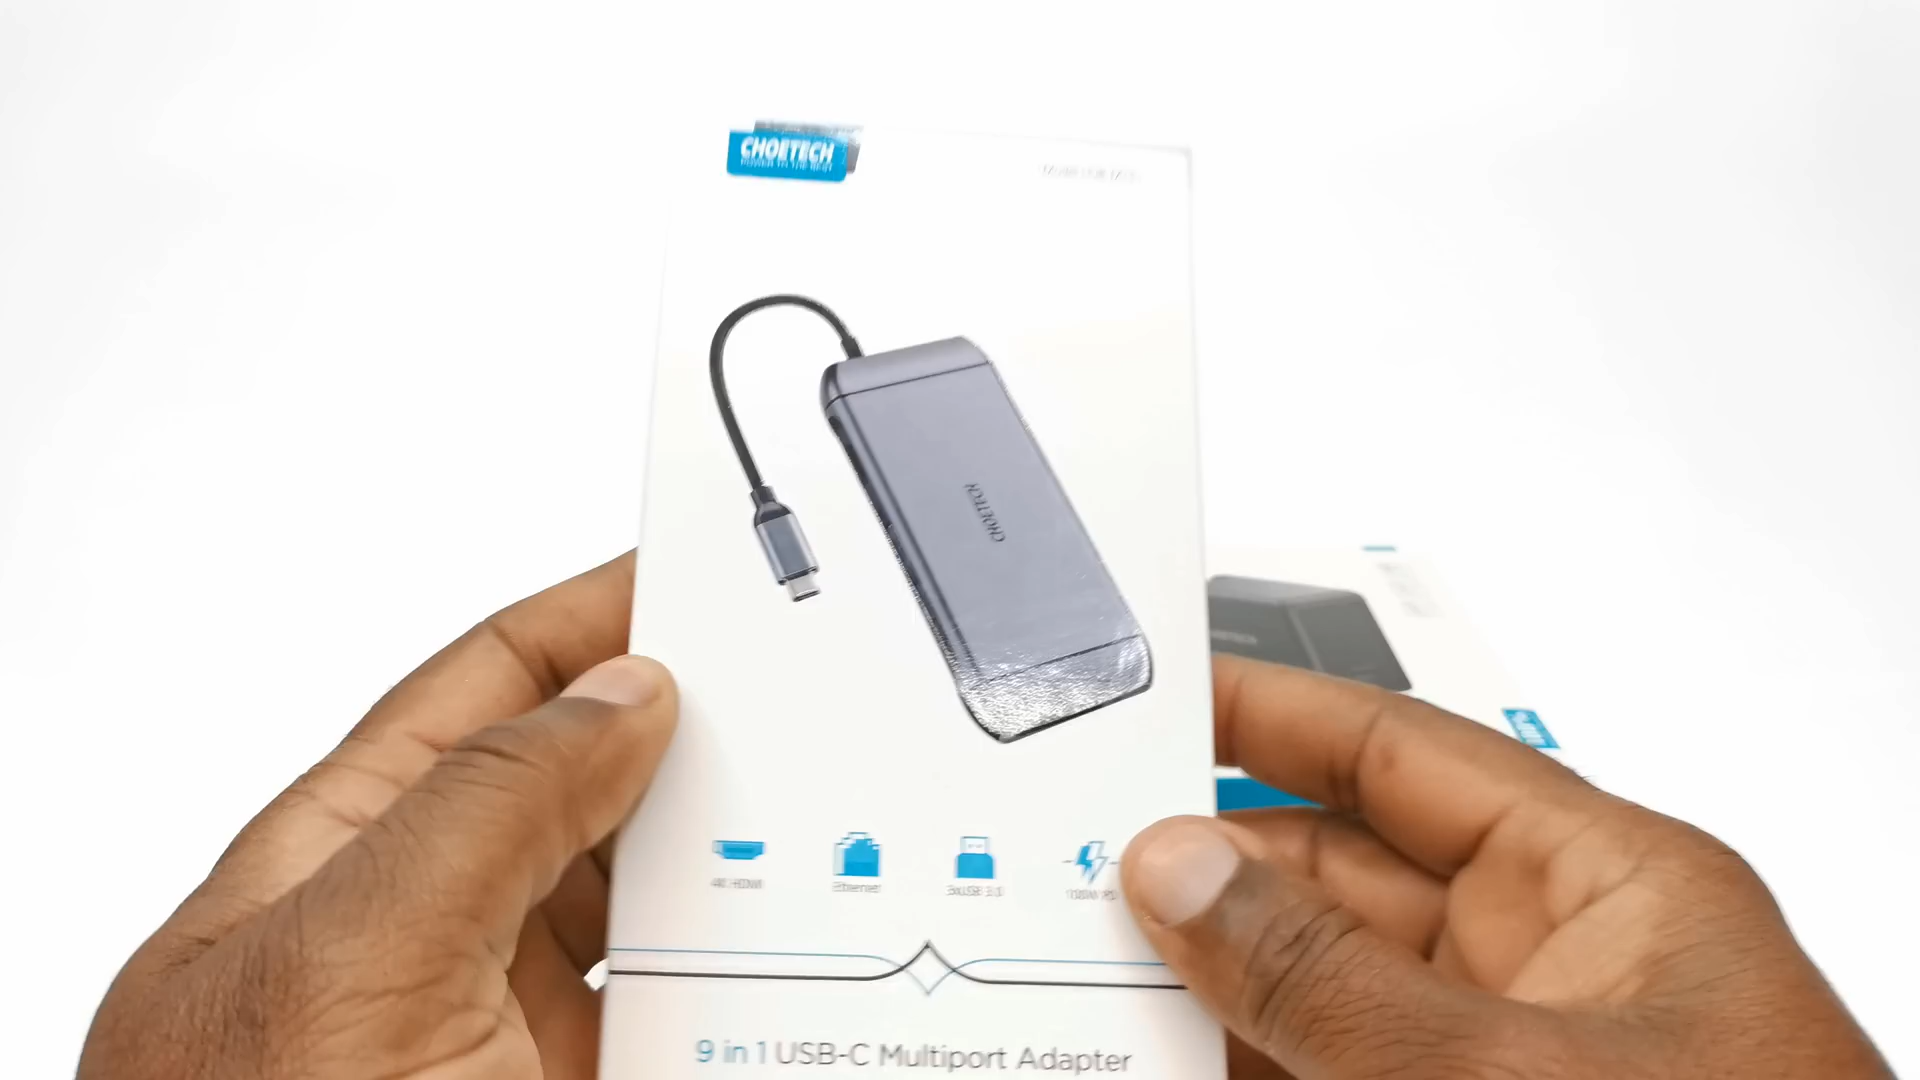 CHOETECH
CHOETECH
4K HDMI
Ethernet
3xUSB 3.0
100W PD
9 in 1 USB-C Multiport Adapter